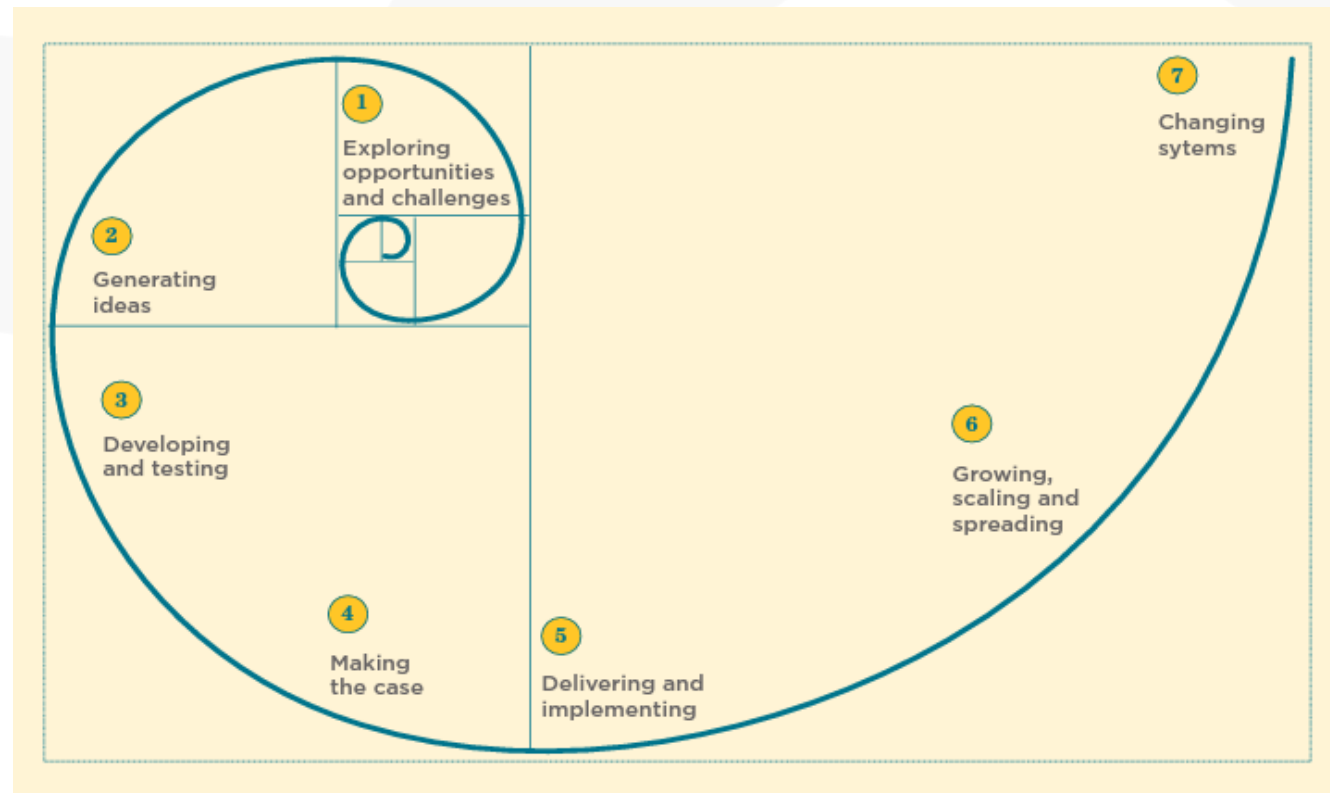 1
Exploring
opportunities
and challenges
2
Generating
ideas
3
Developing
and testing
4
Making
the case
5
Delivering and
implementing
6
Growing,
scaling and
spreading
7
Changing
sytems